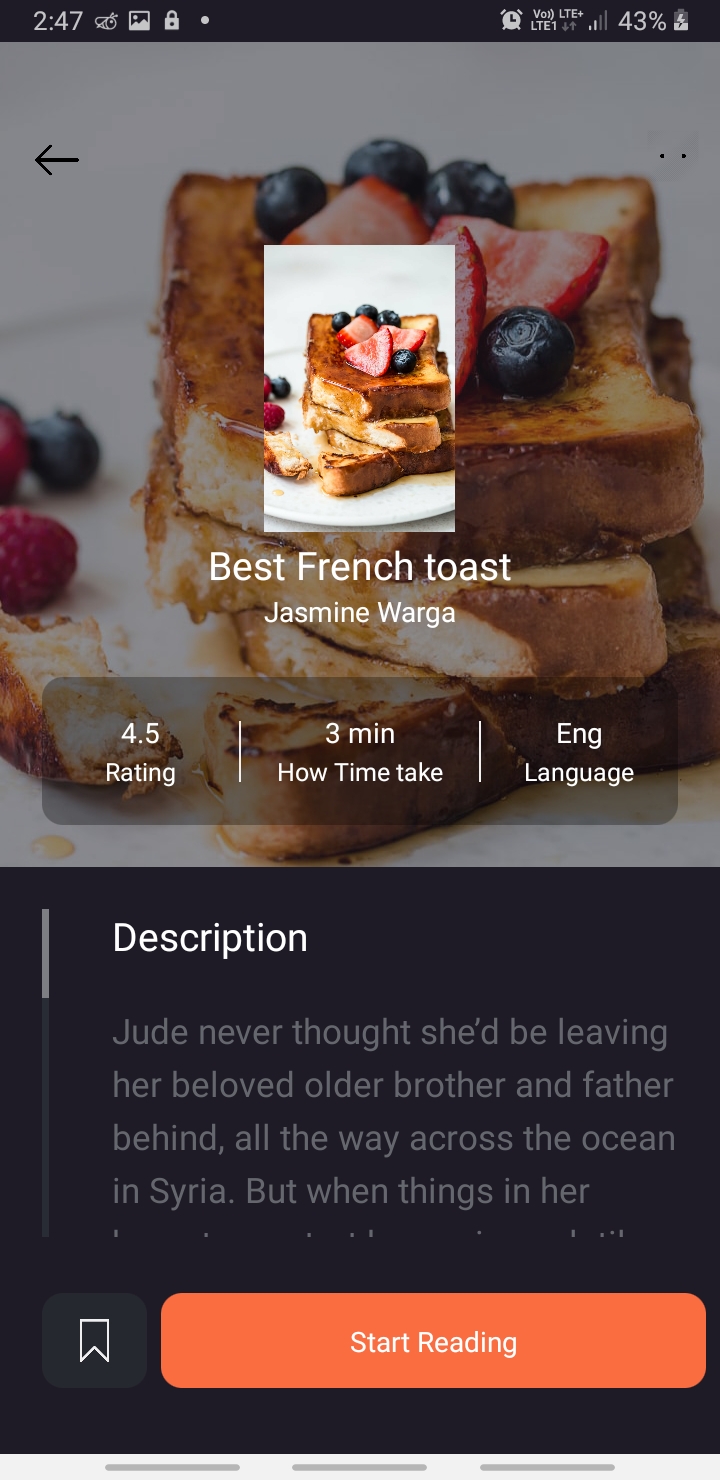 2:47
Vo)) LTE+
LTE1
43%
Best French toast
Jasmine Warga
4.5
3 min
Eng
Rating
How Time take
Language
Description
Jude never thought she’d be leaving
her beloved older brother and father
behind, all the way across the ocean
in Syria. But when things in her
Start Reading